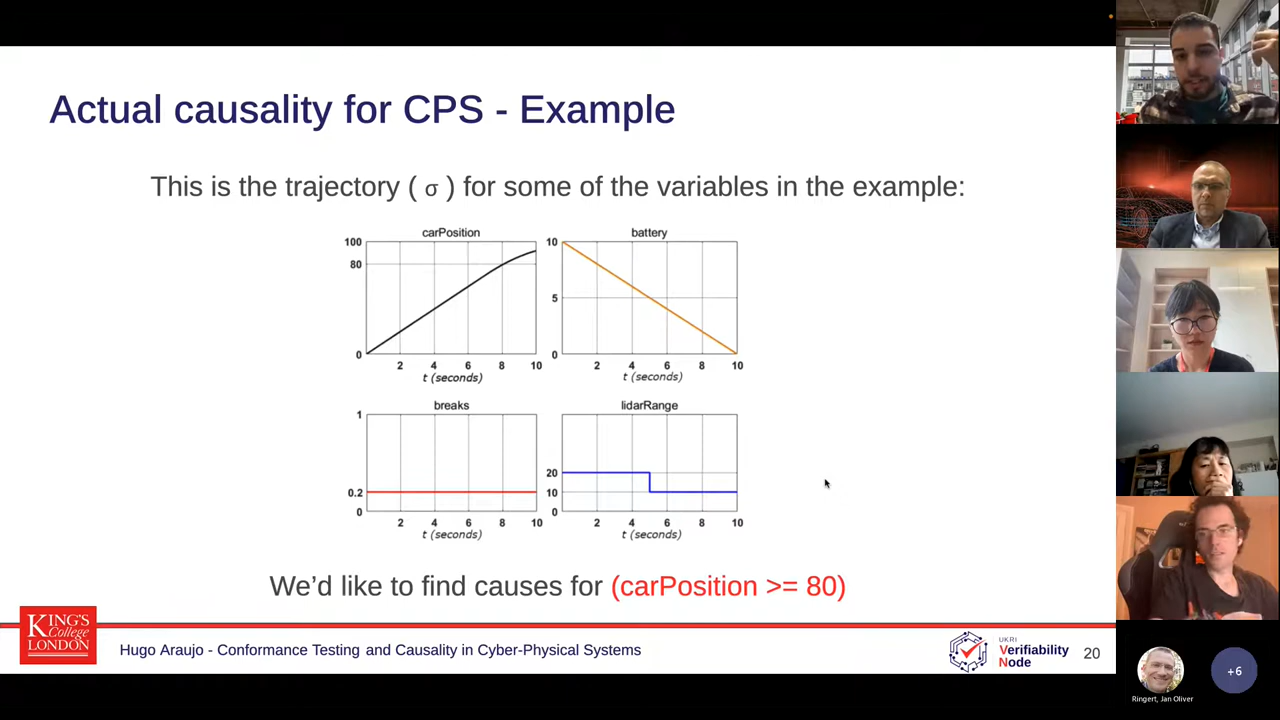 Actual causality for CPS - Example
This is the trajectory ( σ ) for some of the variables in the example:
carPosition
100
80
0
2 4 6 8 10
t (seconds)
battery
10
5
0
2 4 6 8 10
t (seconds)
breaks
1
0.2
0
2 4 6 8 10
t (seconds)
lidarRange
20
10
0
2 4 6 8 10
t (seconds)
We'd like to find causes for (carPosition >= 80)
KING'S
College
LONDON
Hugo Araujo - Conformance Testing and Causality in Cyber-Physical Systems
UKRI
Verifiability
Node
20
+6
Ringert, Jan Oliver